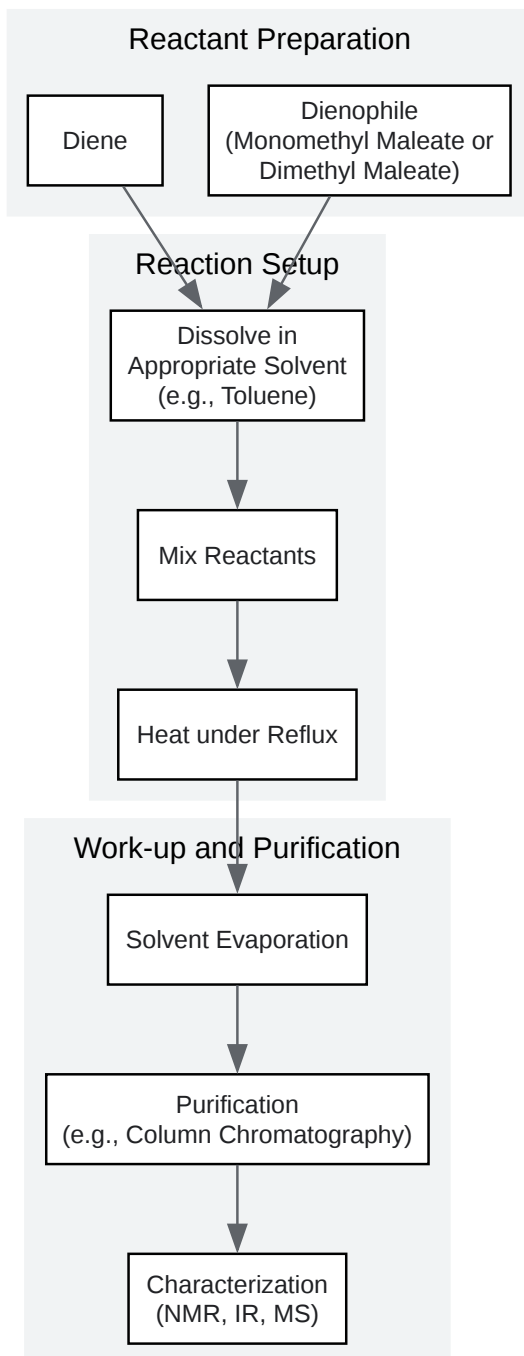 Reactant Preparation
Diene
Dienophile
(Monomethyl Maleate or
Dimethyl Maleate)
Reaction Setup
Dissolve in
Appropriate Solvent
(e.g., Toluene)
Mix Reactants
Heat under Reflux
Work-up and Purification
Solvent Evaporation
Purification
(e.g., Column Chromatography)
Characterization
(NMR, IR, MS)